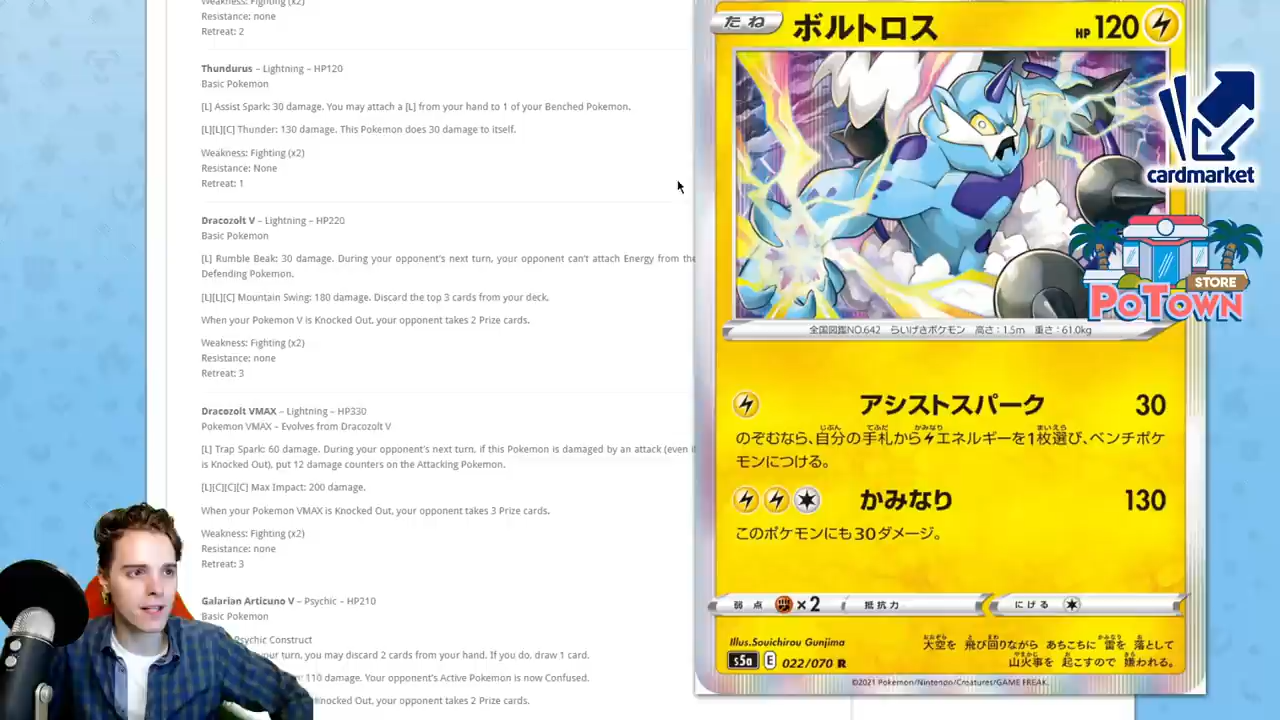 Weakness: Fighting (x2)
Resistance: none
Retreat: 2
Thundurus – Lightning – HP120
Basic Pokemon
[L] Assist Spark: 30 damage. You may attach a [L] from your hand to 1 of your Benched Pokemon.
[L][L][C] Thunder: 130 damage. This Pokemon does 30 damage to itself.
Weakness: Fighting (x2)
Resistance: None
Retreat: 1
Dracozolt V – Lightning – HP220
Basic Pokemon
[L] Rumble Beak: 30 damage. During your opponent's next turn, your opponent can't attach Energy from the
Defending Pokemon.
[L][L][C] Mountain Swing: 180 damage. Discard the top 3 cards from your deck.
When your Pokemon V is Knocked Out, your opponent takes 2 Prize cards.
Weakness: Fighting (x2)
Resistance: none
Retreat: 3
Dracozolt VMAX – Lightning – HP330
Pokemon VMAX – Evolves from Dracozolt V
[L] Trap Spark: 60 damage. During your opponent's next turn, if this Pokemon is damaged by an attack (even i
is Knocked Out), put 12 damage counters on the Attacking Pokemon.
[L][C][C][C] Max Impact: 200 damage.
When your Pokemon VMAX is Knocked Out, your opponent takes 3 Prize cards.
Weakness: Fighting (x2)
Resistance: none
Retreat: 3
Galarian Articuno V – Psychic – HP210
Basic Pokemon
Psychic Construct
your turn, you may discard 2 cards from your hand. If you do, draw 1 card.
110 damage. Your opponent's Active Pokemon is now Confused.
nocked Out, your opponent takes 2 Prize cards.
たね ボルトロス HP 120
全国図鑑NO.642 らいげきポケモン 高さ:1.5m 重さ:61.0kg
アシストスパーク 30
のぞむなら、自分の手札からエネルギーを1枚選び、ベンチポケ
モンにつける。
かみなり 130
このポケモンにも30ダメージ。
弱点 ×2 抵抗力 にげる
Illus.Souichirou Gunjima
s5a E 022/070 R
大空を 飛び回りながら あちこちに 雷を 落として
山火事を 起こすので 嫌われる。
©2021 Pokémon/Nintendo/Creatures/GAME FREAK.
cardmarket
STORE
POTOWN